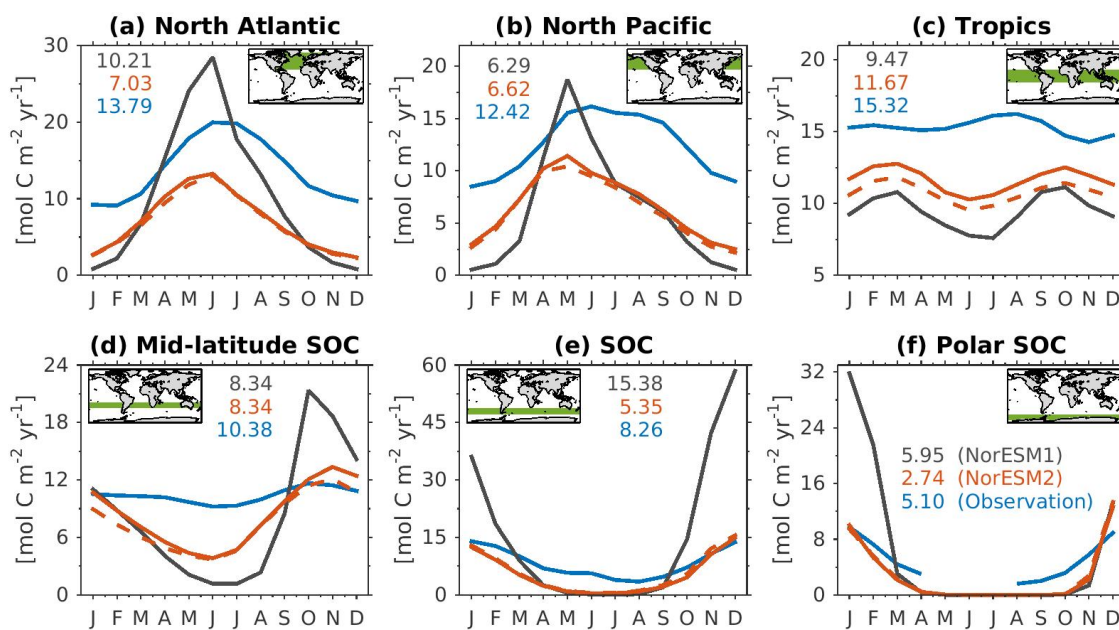 (a) North Atlantic
[mol C m⁻² yr⁻¹]
30
20
10
0
10.21
7.03
13.79
J F M A M J J A S O N D
(b) North Pacific
[mol C m⁻² yr⁻¹]
20
15
10
5
0
6.29
6.62
12.42
J F M A M J J A S O N D
(c) Tropics
[mol C m⁻² yr⁻¹]
20
15
10
5
9.47
11.67
15.32
J F M A M J J A S O N D
(d) Mid-latitude SOC
[mol C m⁻² yr⁻¹]
24
18
12
6
0
8.34
8.34
10.38
J F M A M J J A S O N D
(e) SOC
[mol C m⁻² yr⁻¹]
60
45
30
15
0
15.38
5.35
8.26
J F M A M J J A S O N D
(f) Polar SOC
[mol C m⁻² yr⁻¹]
32
24
16
8
0
5.95 (NorESM1)
2.74 (NorESM2)
5.10 (Observation)
J F M A M J J A S O N D